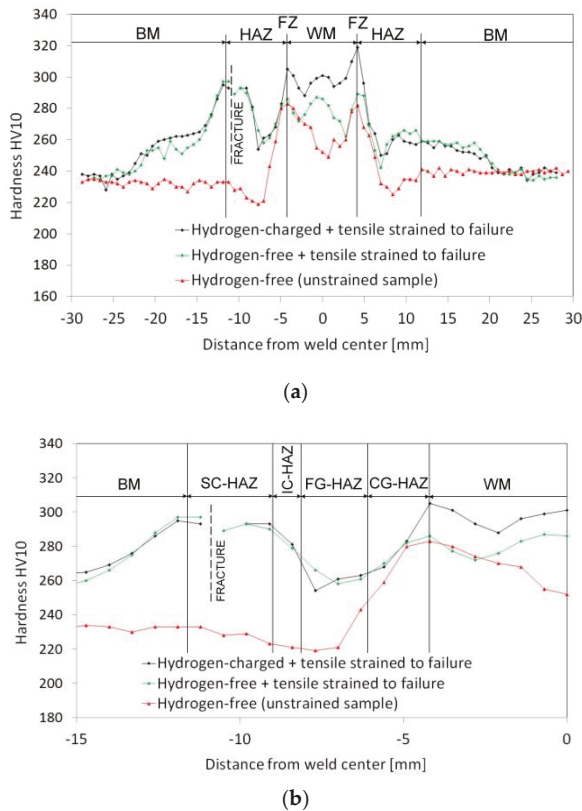 FZ FZ
BM HAZ WM HAZ BM
340
320
300
280
260
240
220
200
180
160
Hardness HV10
FRACTURE
Hydrogen-charged + tensile strained to failure
Hydrogen-free + tensile strained to failure
Hydrogen-free (unstrained sample)
-30 -25 -20 -15 -10 -5 0 5 10 15 20 25 30
Distance from weld center [mm]
(a)
340
320
300
280
260
240
220
200
180
Hardness HV10
BM SC-HAZ IC-HAZ FG-HAZ CG-HAZ WM
FRACTURE
Hydrogen-charged + tensile strained to failure
Hydrogen-free + tensile strained to failure
Hydrogen-free (unstrained sample)
-15 -10 -5 0
Distance from weld center [mm]
(b)